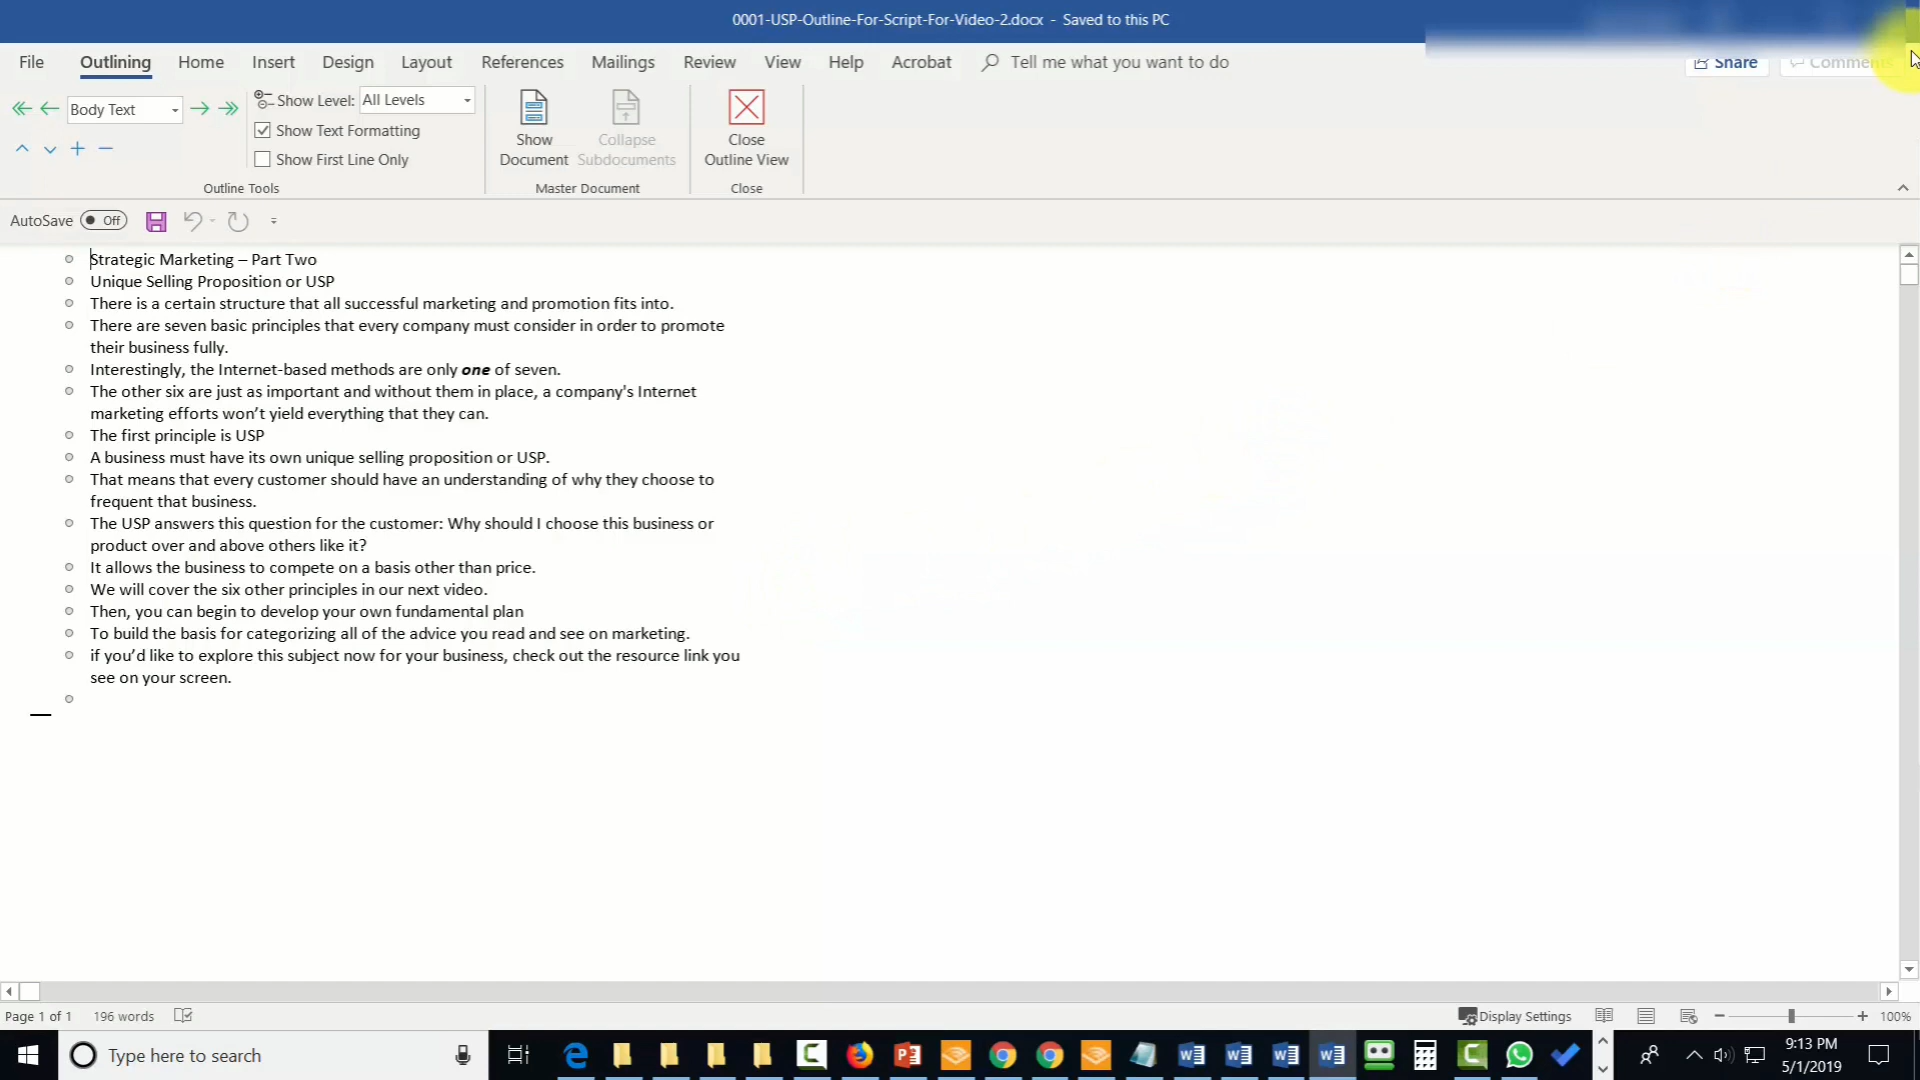 0001-USP-Outline-For-Script-For-Video-2.docx - Saved to this PC
File Outlining Home Insert Design Layout References Mailings Review View Help Acrobat Tell me what you want to do Share Comments
Body Text
Show Level: All Levels
Show Text Formatting
Show First Line Only
Outline Tools
Show Document
Collapse Subdocuments
Master Document
Close Outline View
Close
AutoSave Off
Strategic Marketing – Part Two
Unique Selling Proposition or USP
There is a certain structure that all successful marketing and promotion fits into.
There are seven basic principles that every company must consider in order to promote
their business fully.
Interestingly, the Internet-based methods are only one of seven.
The other six are just as important and without them in place, a company's Internet
marketing efforts won’t yield everything that they can.
The first principle is USP
A business must have its own unique selling proposition or USP.
That means that every customer should have an understanding of why they choose to
frequent that business.
The USP answers this question for the customer: Why should I choose this business or
product over and above others like it?
It allows the business to compete on a basis other than price.
We will cover the six other principles in our next video.
Then, you can begin to develop your own fundamental plan
To build the basis for categorizing all of the advice you read and see on marketing.
if you’d like to explore this subject now for your business, check out the resource link you
see on your screen.
Page 1 of 1 196 words Display Settings 100%
Type here to search
9:13 PM
5/1/2019